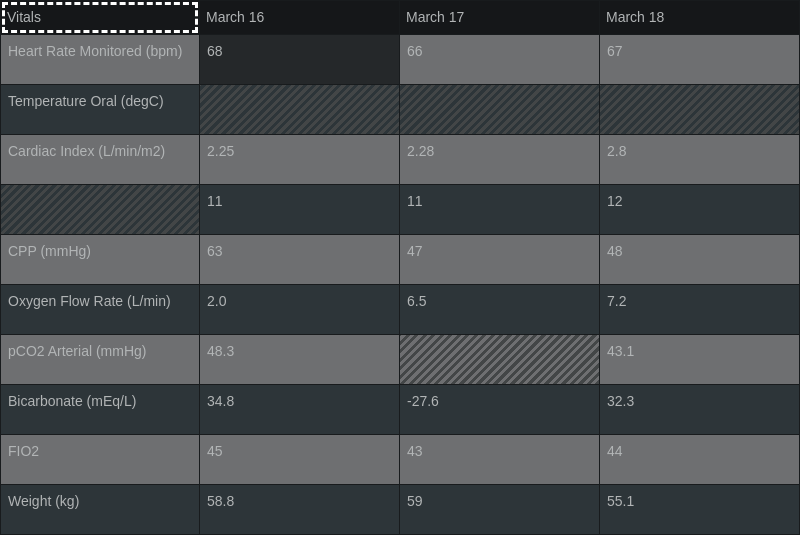 Vitals March 16 March 17 March 18
Heart Rate Monitored (bpm) 68 66 67
Temperature Oral (degC)
Cardiac Index (L/min/m2) 2.25 2.28 2.8
11 11 12
CPP (mmHg) 63 47 48
Oxygen Flow Rate (L/min) 2.0 6.5 7.2
pCO2 Arterial (mmHg) 48.3 43.1
Bicarbonate (mEq/L) 34.8 -27.6 32.3
FIO2 45 43 44
Weight (kg) 58.8 59 55.1